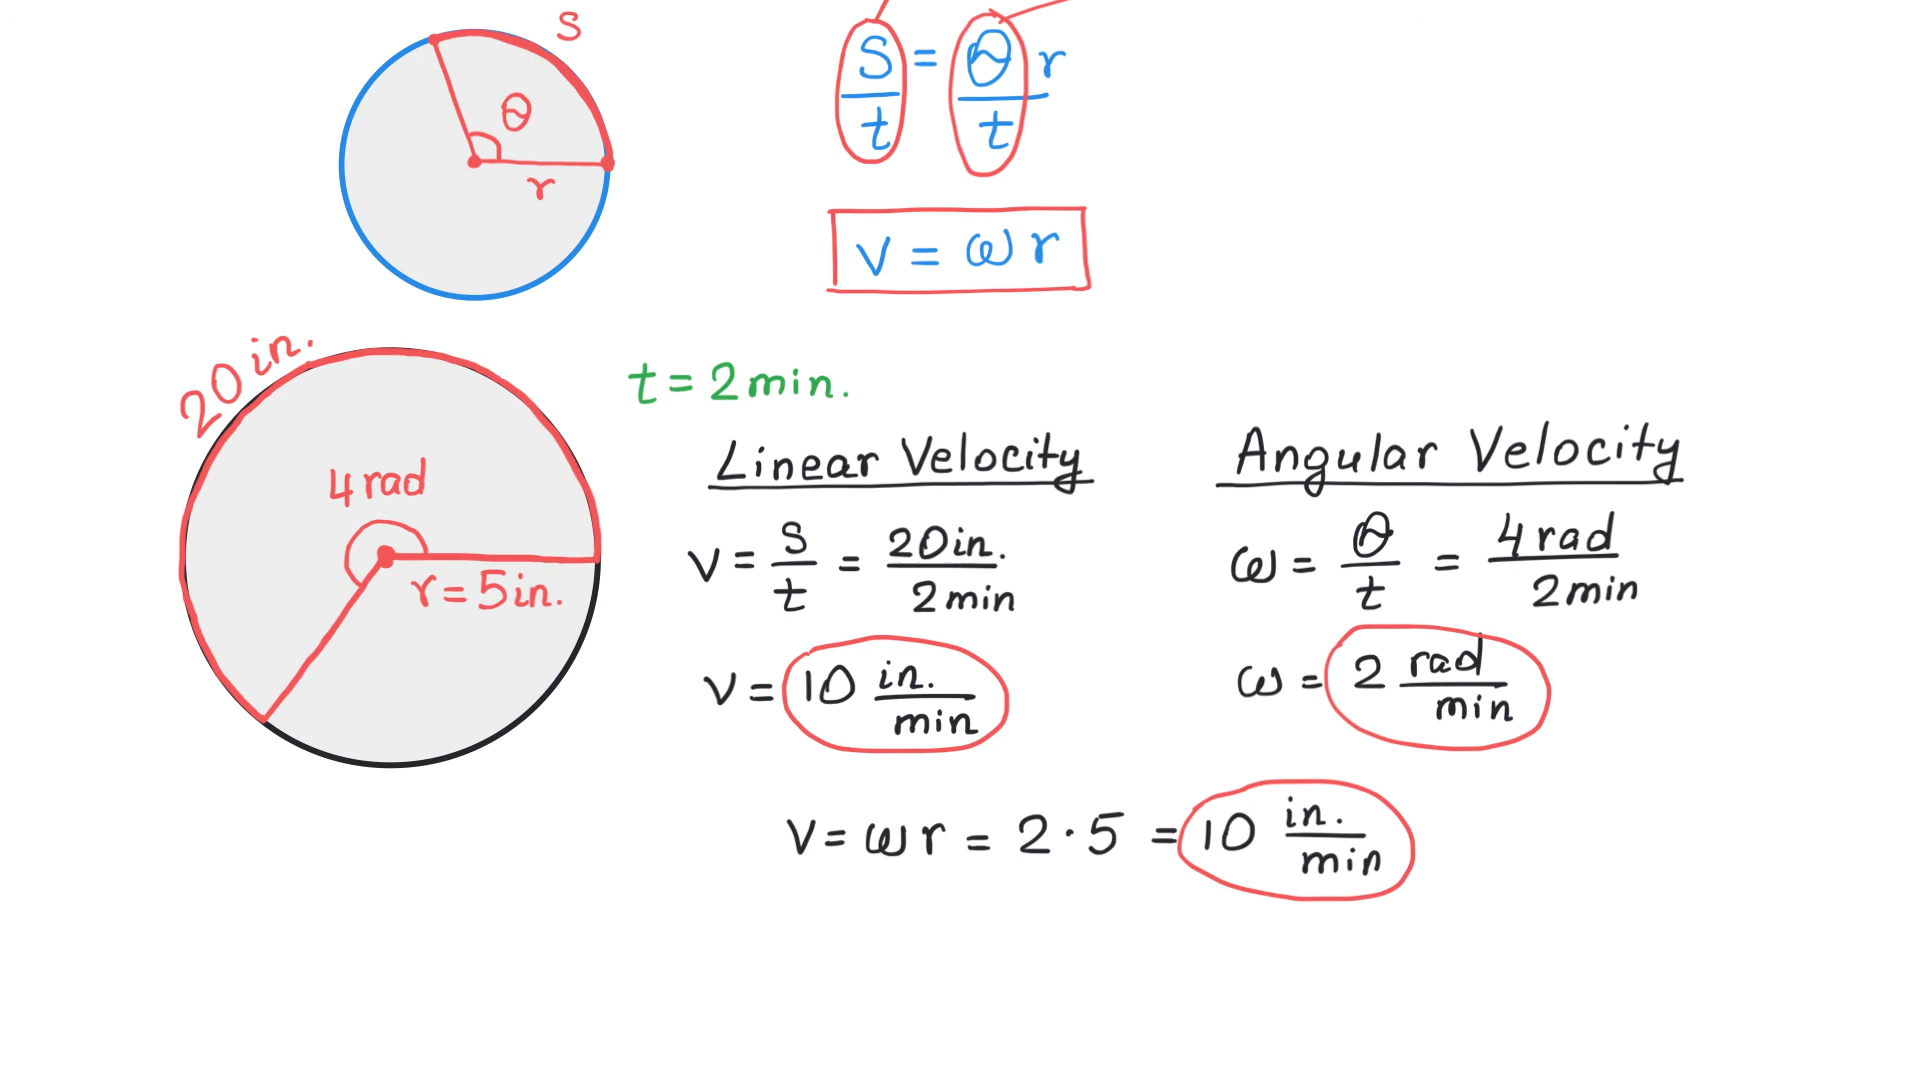 s
θ
r
s/t = θ/t r
v = ω r
20 in.
4 rad
r = 5 in.
t = 2 min.
Linear Velocity
v = s/t = 20 in./2 min
v = 10 in./min
Angular Velocity
ω = θ/t = 4 rad/2 min
ω = 2 rad/min
v = ω r = 2 · 5 = 10 in./min